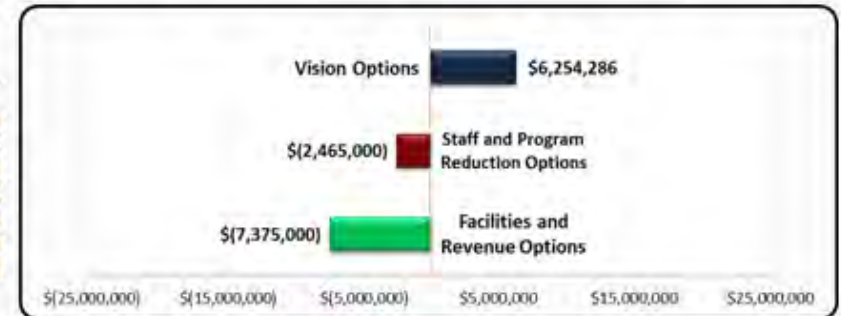 Vision Options $6,254,286
$(2,465,000) Staff and Program
Reduction Options
$(7,375,000) Facilities and
Revenue Options
$(25,000,000) $(15,000,000) $(5,000,000) $5,000,000 $15,000,000 $25,000,000